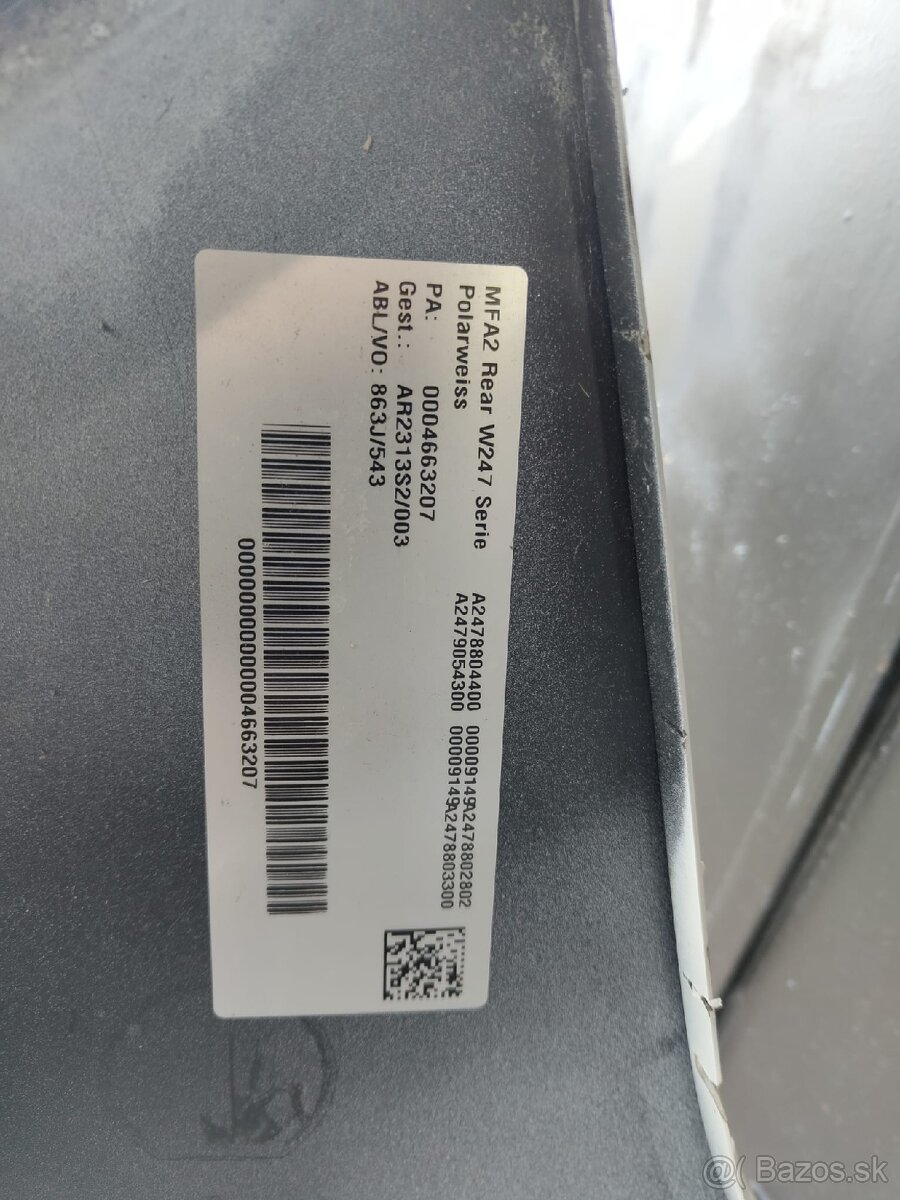 MFA2 Rear W247 Serie
Polarweiss
PA: 0004663207
Gest.: AR2313S2/003
ABL/VO: 863J/543
A2478804400 00009149A2478802802
A2479054300 00009149A2478803300
000000000000004663207
@( Bazos.sk